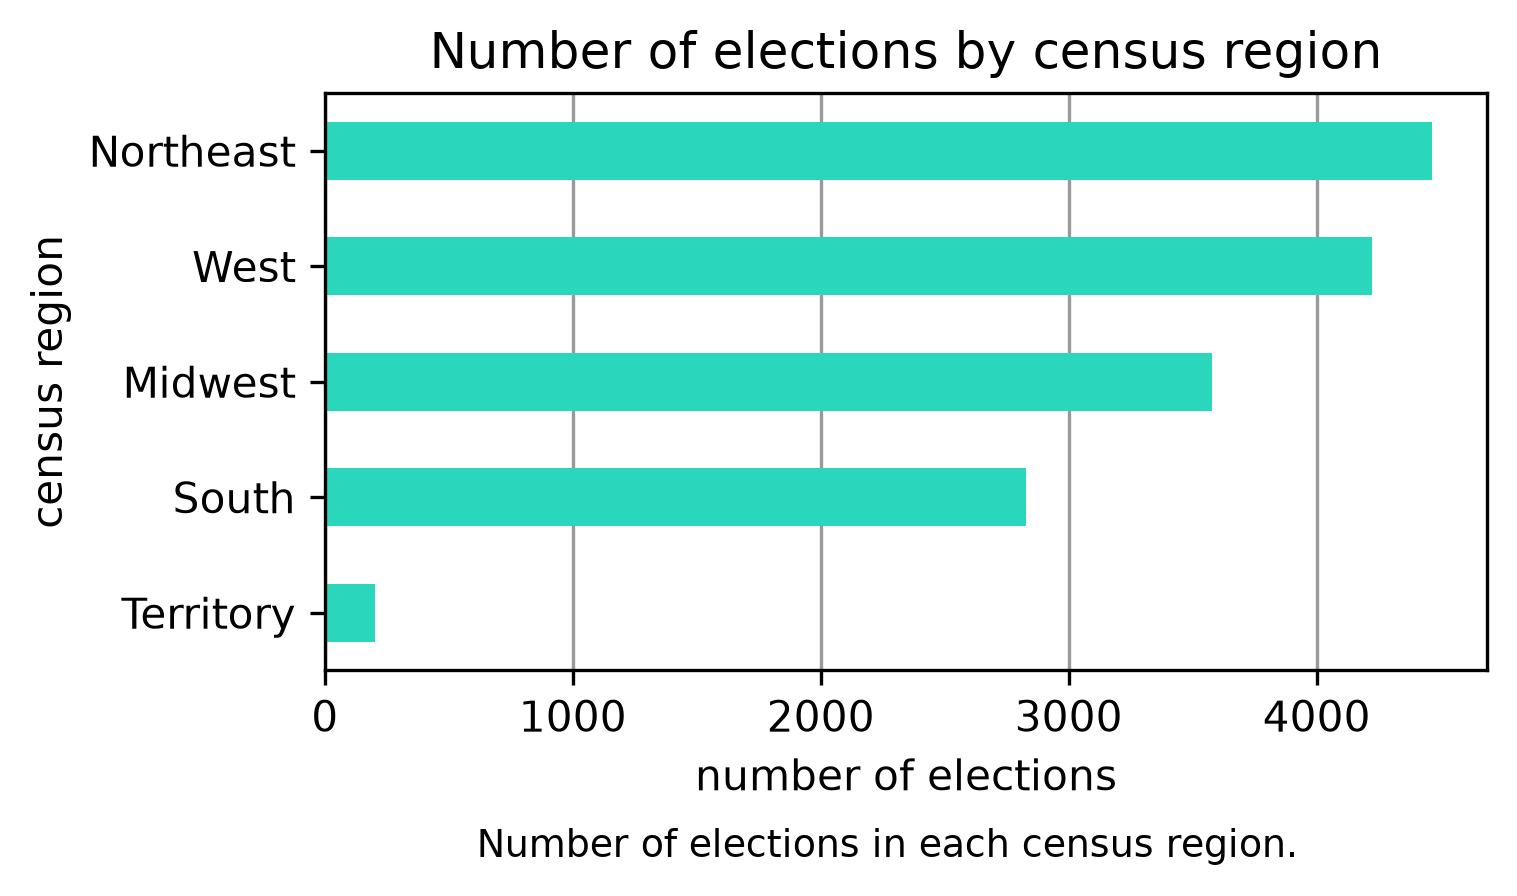 Number of elections by census region
Northeast
West
Midwest
South
Territory
census region
0 1000 2000 3000 4000
number of elections
Number of elections in each census region.